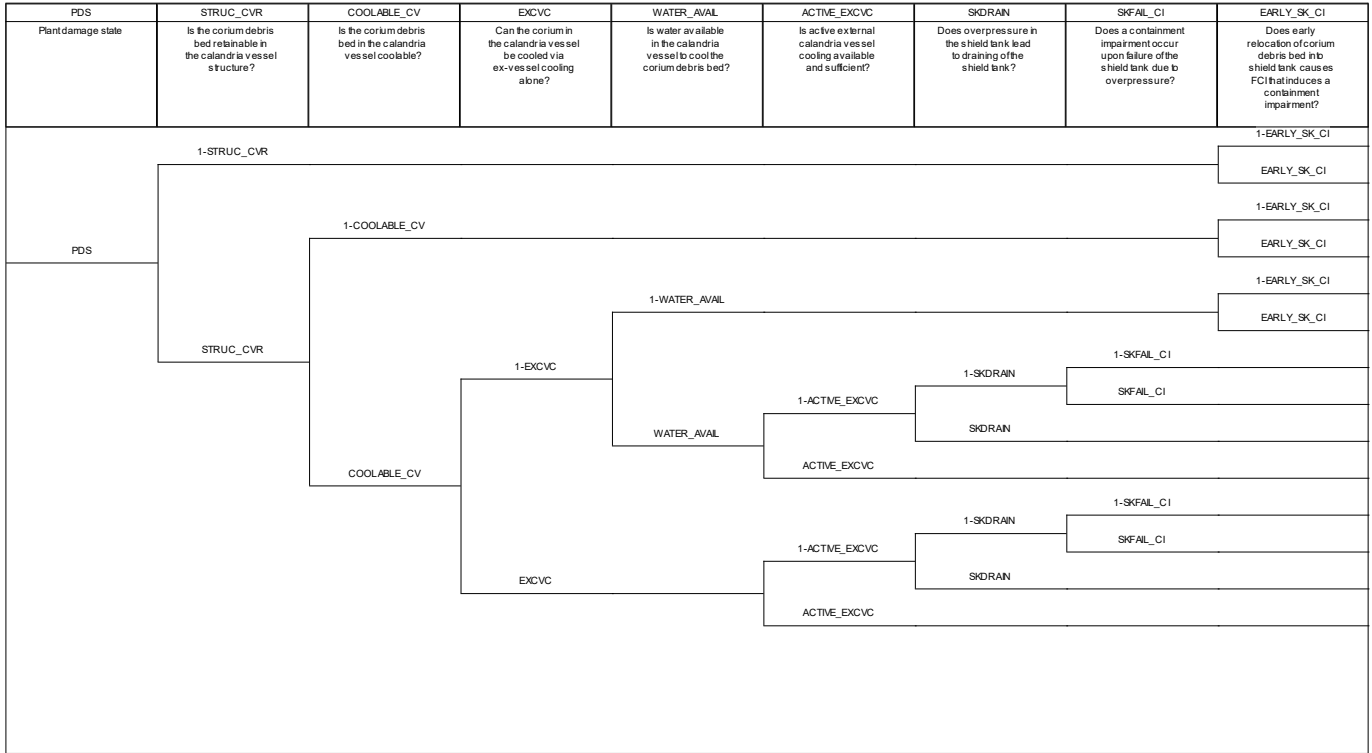 PDS STRUC_CVR COOLABLE_CV EXCVC WATER_AVAIL ACTIVE_EXCVC SKDRAIN SKFAIL_CI EARLY_SK_CI
Plant damage state
Is the corium debris
bed retainable in
the calandria vessel
structure?
Is the corium debris
bed in the calandria
vessel coolable?
Can the corium in
the calandria vessel
be cooled via
ex-vessel cooling
alone?
Is water available
in the calandria
vessel to cool the
corium debris bed?
Is active external
calandria vessel
cooling available
and sufficient?
Does overpressure in
the shield tank lead
to draining of the
shield tank?
Does a containment
impairment occur
upon failure of the
shield tank due to
overpressure?
Does early
relocation of corium
debris bed into
shield tank causes
FCI that induces a
containment
impairment?
1-EARLY_SK_CI
1-STRUC_CVR
EARLY_SK_CI
1-EARLY_SK_CI
1-COOLABLE_CV
EARLY_SK_CI
PDS
1-EARLY_SK_CI
1-WATER_AVAIL
EARLY_SK_CI
STRUC_CVR
1-SKFAIL_CI
1-EXCVC
1-SKDRAIN
SKFAIL_CI
1-ACTIVE_EXCVC
SKDRAIN
WATER_AVAIL
ACTIVE_EXCVC
COOLABLE_CV
1-SKFAIL_CI
1-SKDRAIN
SKFAIL_CI
1-ACTIVE_EXCVC
SKDRAIN
EXCVC
ACTIVE_EXCVC